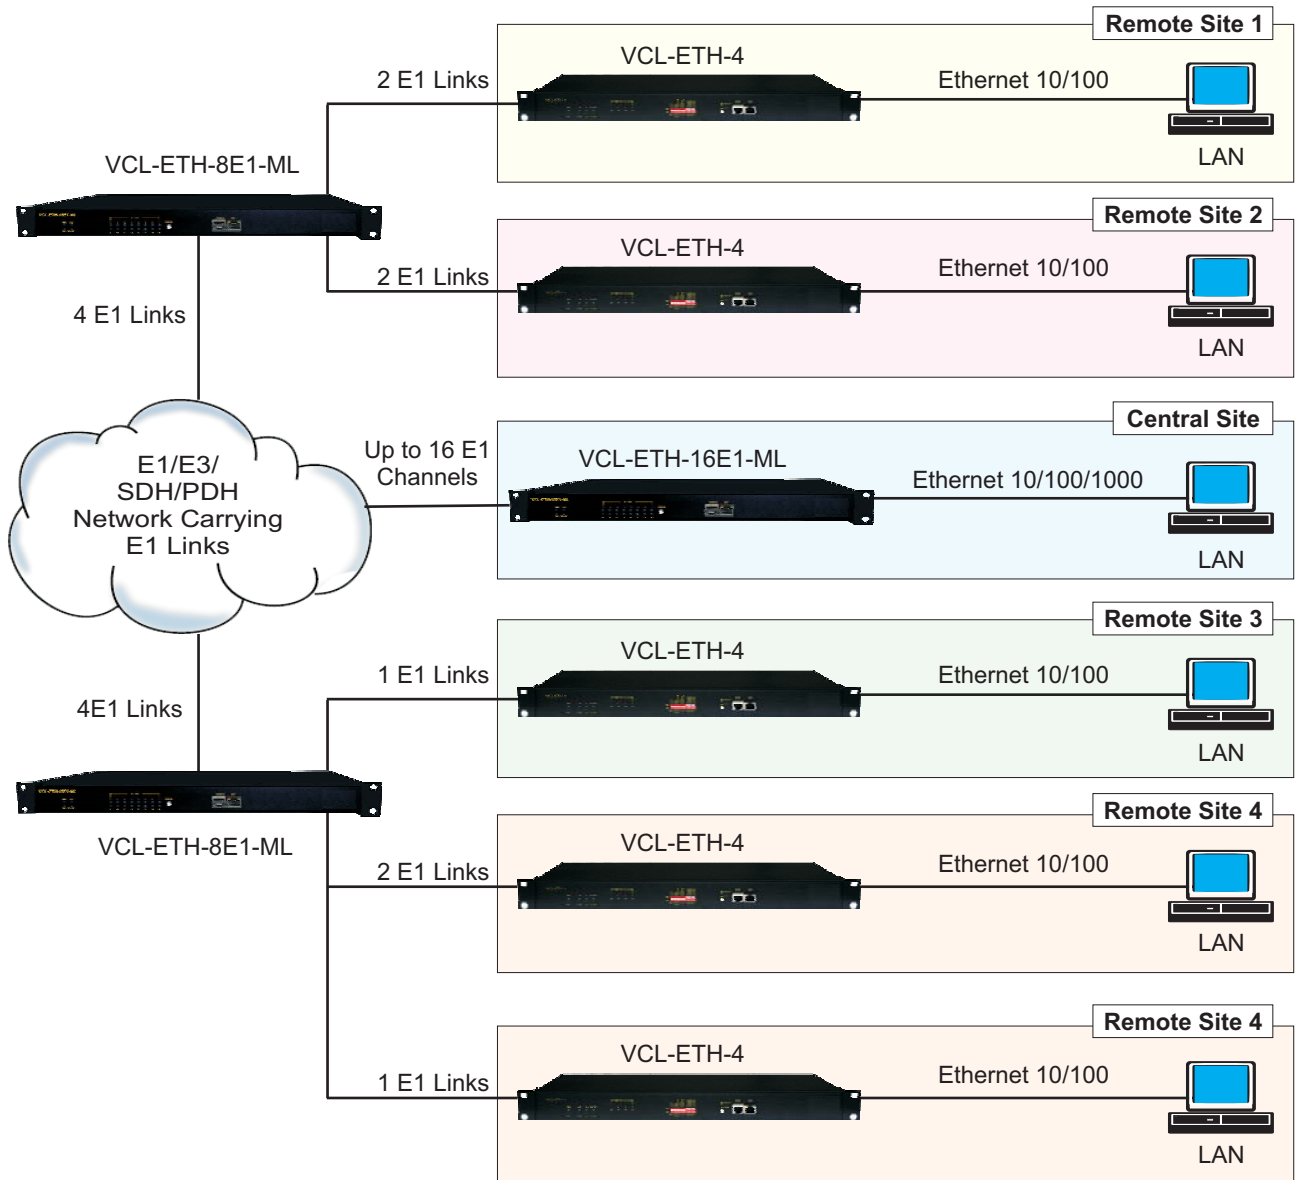 Remote Site 1
VCL-ETH-4
2 E1 Links
Ethernet 10/100
LAN
VCL-ETH-8E1-ML
Remote Site 2
VCL-ETH-4
2 E1 Links
Ethernet 10/100
LAN
4 E1 Links
Central Site
Up to 16 E1
Channels
VCL-ETH-16E1-ML
Ethernet 10/100/1000
LAN
E1/E3/
SDH/PDH
Network Carrying
E1 Links
Remote Site 3
VCL-ETH-4
1 E1 Links
Ethernet 10/100
LAN
4E1 Links
VCL-ETH-8E1-ML
Remote Site 4
VCL-ETH-4
2 E1 Links
Ethernet 10/100
LAN
Remote Site 4
VCL-ETH-4
1 E1 Links
Ethernet 10/100
LAN